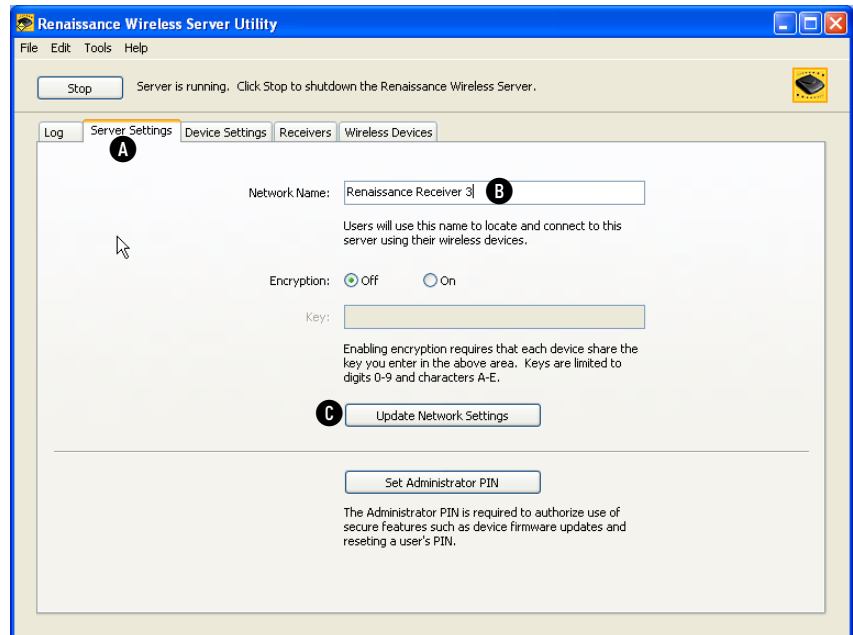 Renaissance Wireless Server Utility
File Edit Tools Help
Stop Server is running. Click Stop to shutdown the Renaissance Wireless Server.
Log Server Settings Device Settings Receivers Wireless Devices
A
Network Name: Renaissance Receiver 3 B
Users will use this name to locate and connect to this
server using their wireless devices.
Encryption: Off On
Key:
Enabling encryption requires that each device share the
key you enter in the above area. Keys are limited to
digits 0-9 and characters A-E.
C Update Network Settings
Set Administrator PIN
The Administrator PIN is required to authorize use of
secure features such as device firmware updates and
reseting a user's PIN.